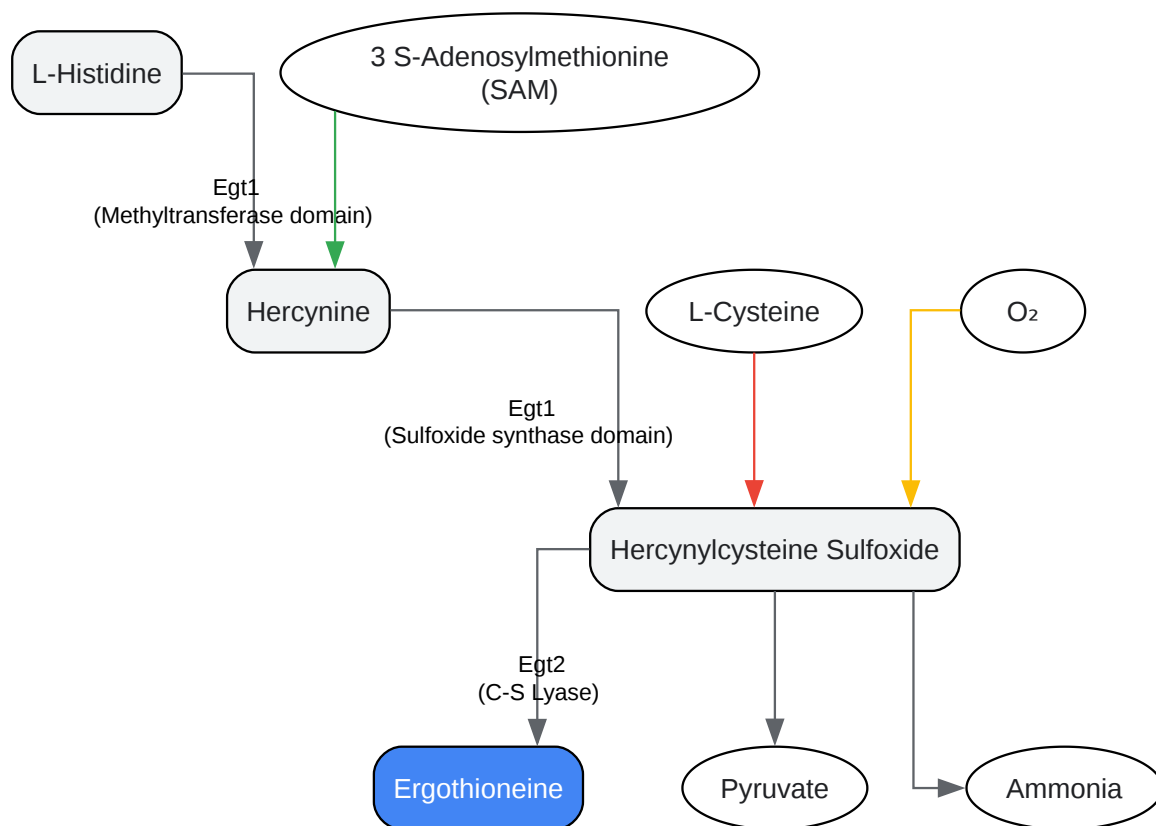 L-Histidine
3 S-Adenosylmethionine
(SAM)
Egt1
(Methyltransferase domain)
Hercynine
L-Cysteine
O₂
Egt1
(Sulfoxide synthase domain)
Hercynylcysteine Sulfoxide
Egt2
(C-S Lyase)
Ergothioneine
Pyruvate
Ammonia